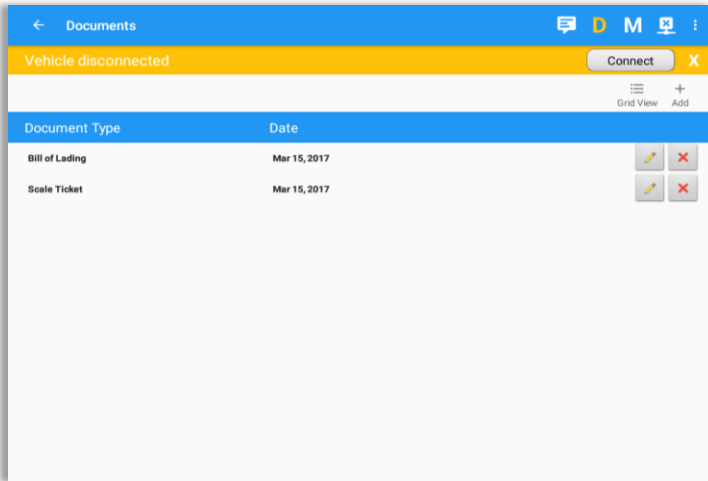 Documents D M
Vehicle disconnected Connect X
Grid View Add
Document Type Date
Bill of Lading Mar 15, 2017
Scale Ticket Mar 15, 2017